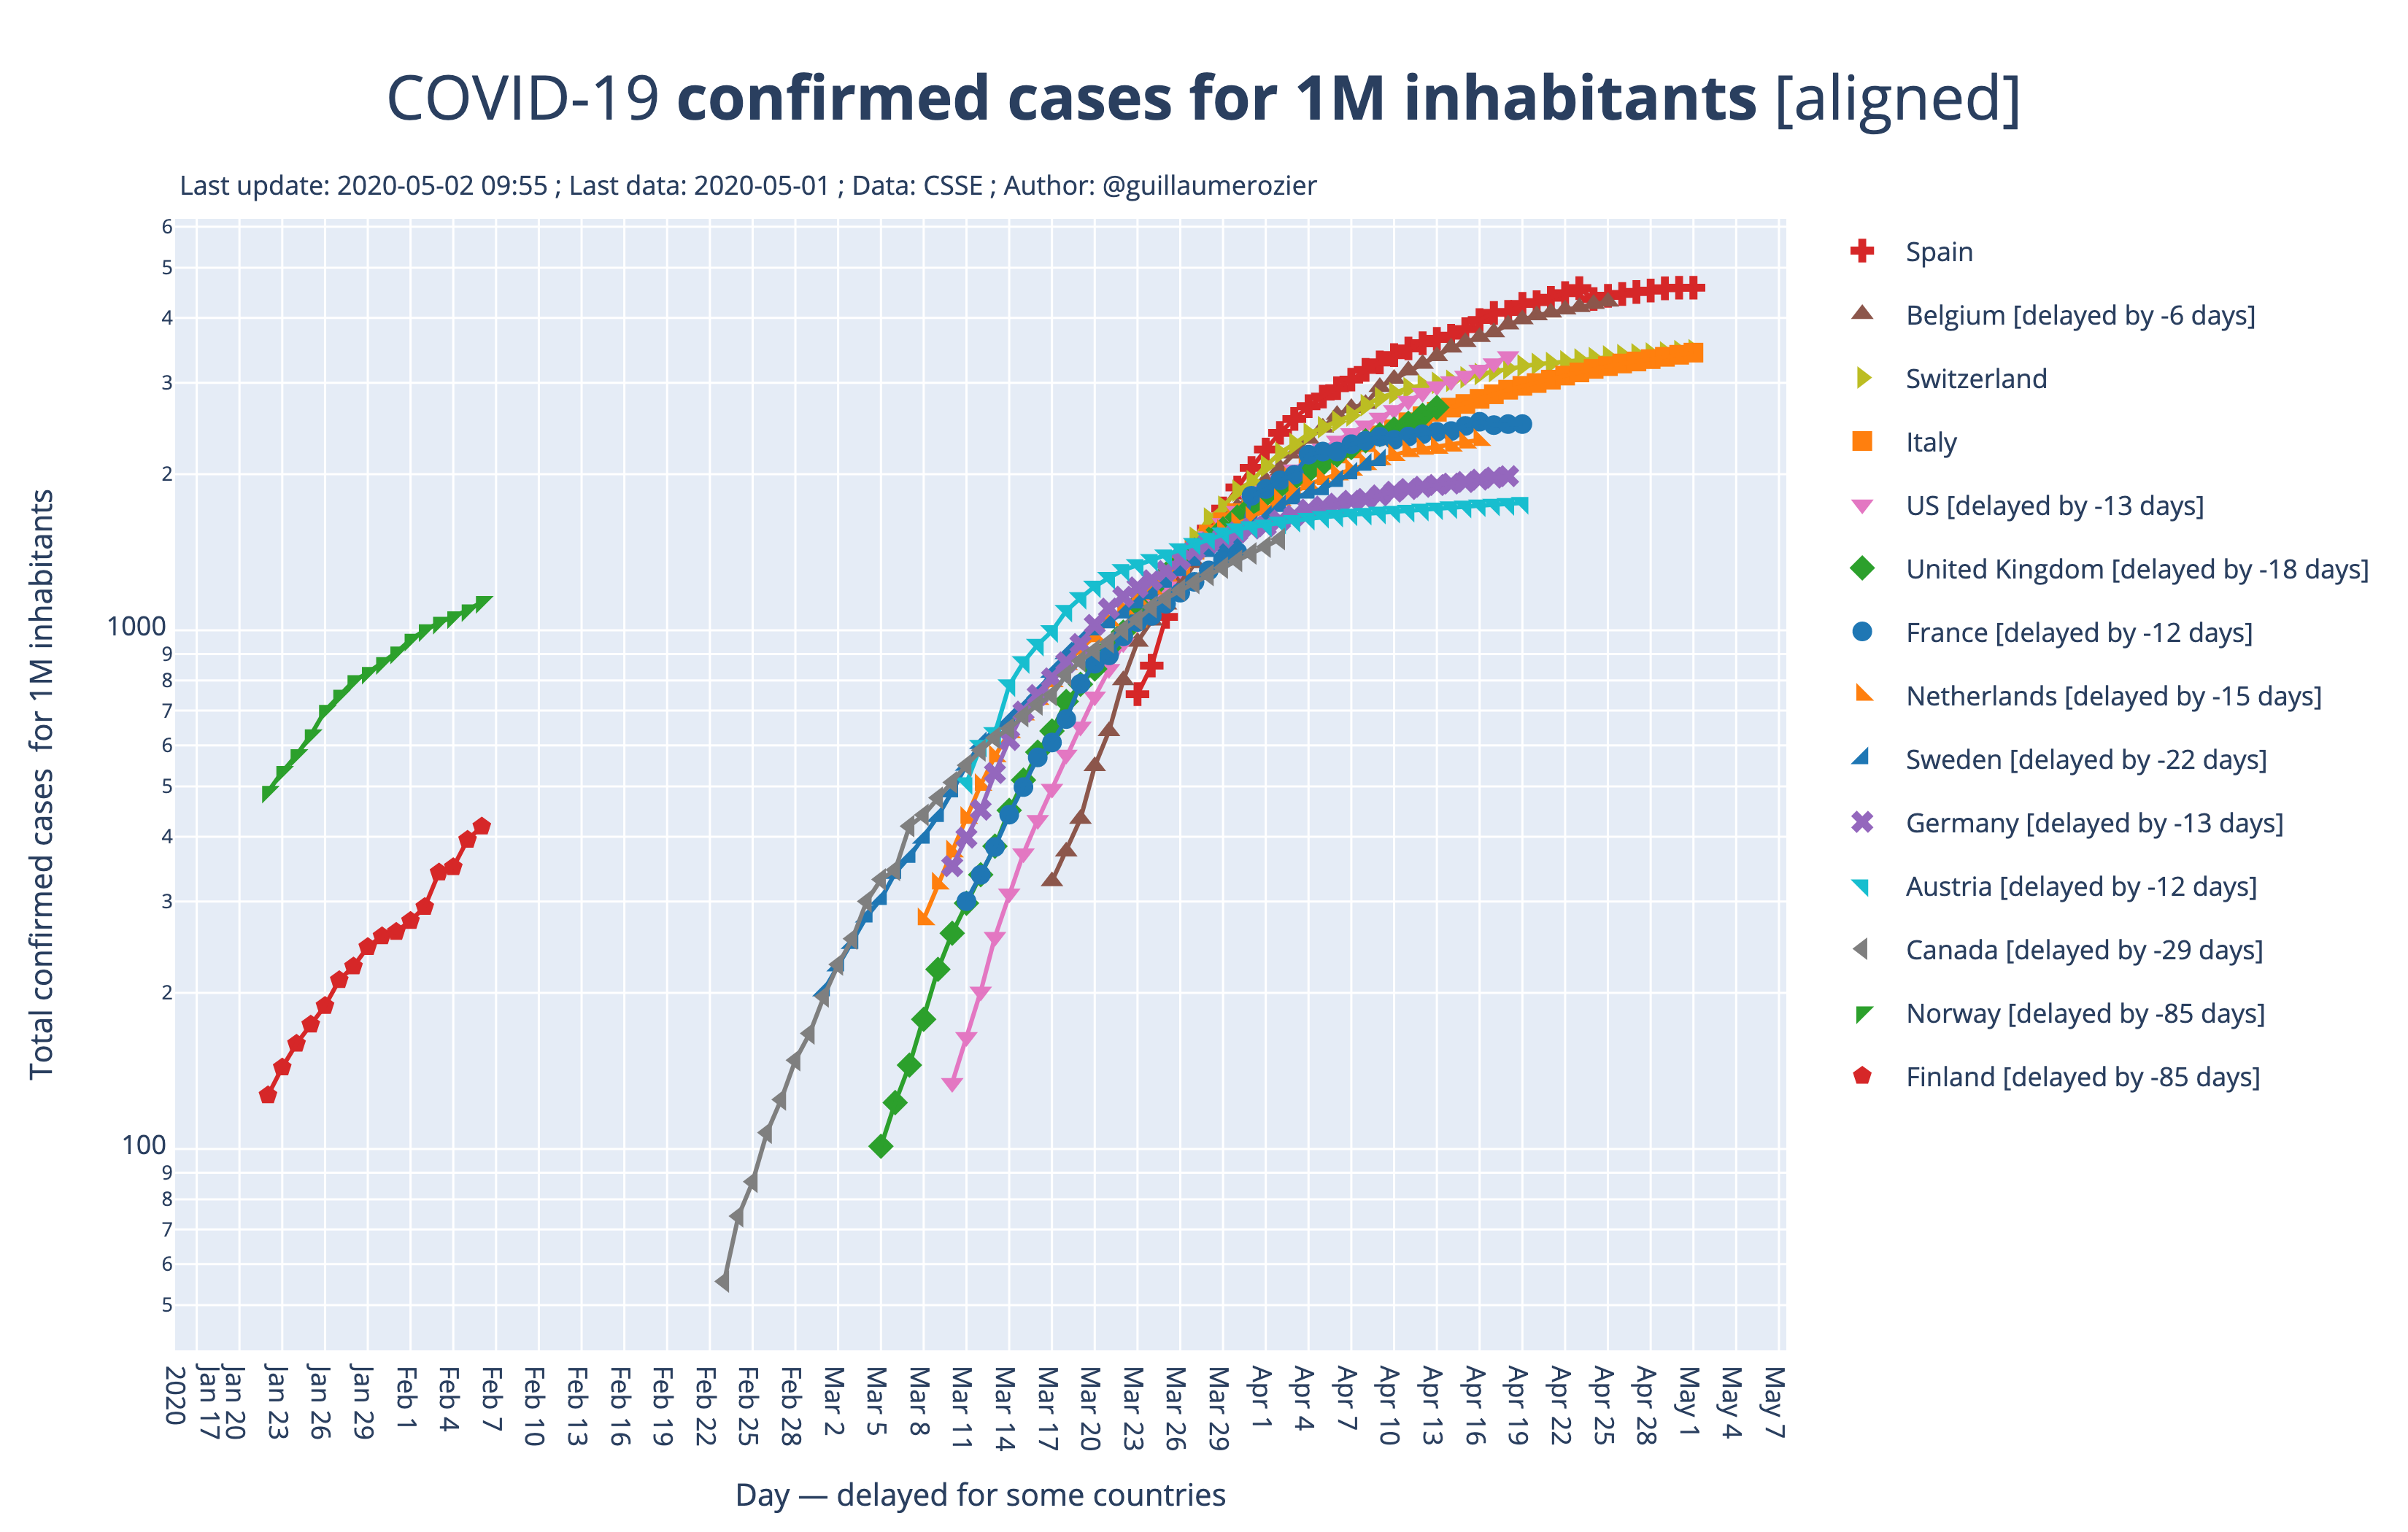 COVID-19 confirmed cases for 1M inhabitants [aligned]
Last update: 2020-05-02 09:55 ; Last data: 2020-05-01 ; Data: CSSE ; Author: @guillaumerozier
Total confirmed cases for 1M inhabitants
6
5
4
3
2
1000
9
8
7
6
5
4
3
2
100
9
8
7
6
5
Jan 17
2020
Jan 20
Jan 23
Jan 26
Jan 29
Feb 1
Feb 4
Feb 7
Feb 10
Feb 13
Feb 16
Feb 19
Feb 22
Feb 25
Feb 28
Mar 2
Mar 5
Mar 8
Mar 11
Mar 14
Mar 17
Mar 20
Mar 23
Mar 26
Mar 29
Apr 1
Apr 4
Apr 7
Apr 10
Apr 13
Apr 16
Apr 19
Apr 22
Apr 25
Apr 28
May 1
May 4
May 7
Day — delayed for some countries
Spain
Belgium [delayed by -6 days]
Switzerland
Italy
US [delayed by -13 days]
United Kingdom [delayed by -18 days]
France [delayed by -12 days]
Netherlands [delayed by -15 days]
Sweden [delayed by -22 days]
Germany [delayed by -13 days]
Austria [delayed by -12 days]
Canada [delayed by -29 days]
Norway [delayed by -85 days]
Finland [delayed by -85 days]